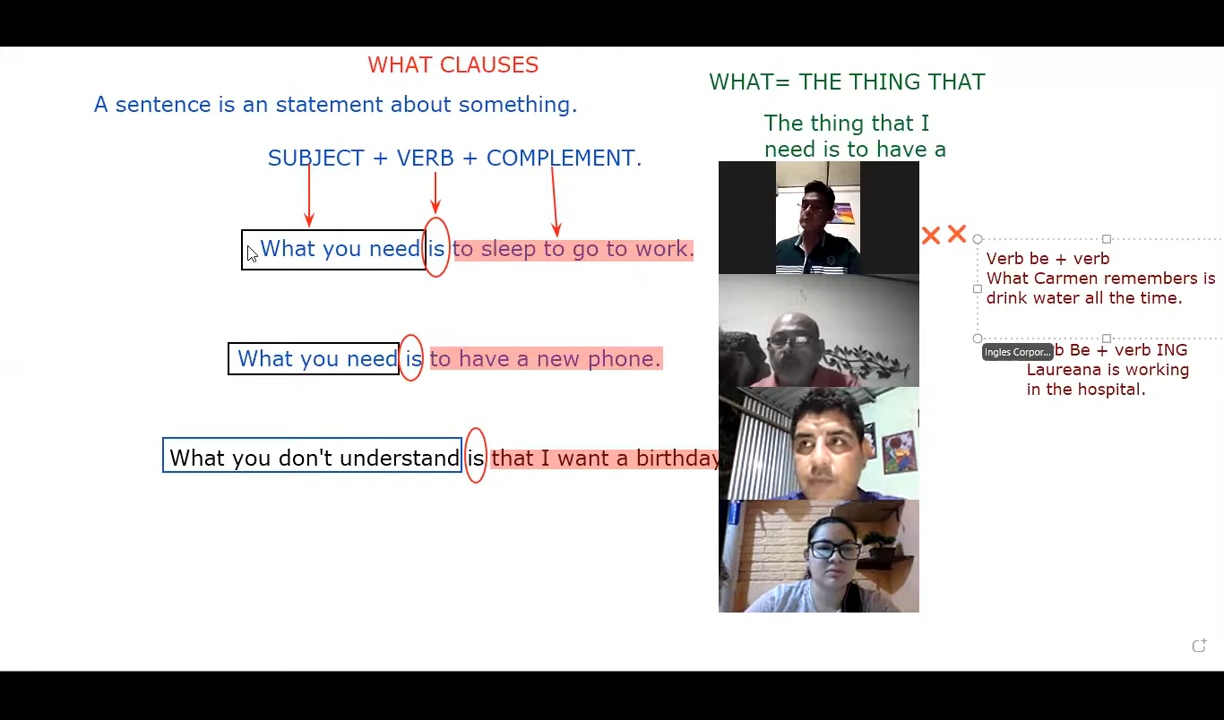 WHAT CLAUSES
A sentence is an statement about something.
SUBJECT + VERB + COMPLEMENT.
What you need is to sleep to go to work.
What you need is to have a new phone.
What you don't understand is that I want a birthday
WHAT= THE THING THAT
The thing that I
need is to have a
Verb be + verb
What Carmen remembers is
drink water all the time.
Ingles Corpor...
b Be + verb ING
Laureana is working
in the hospital.